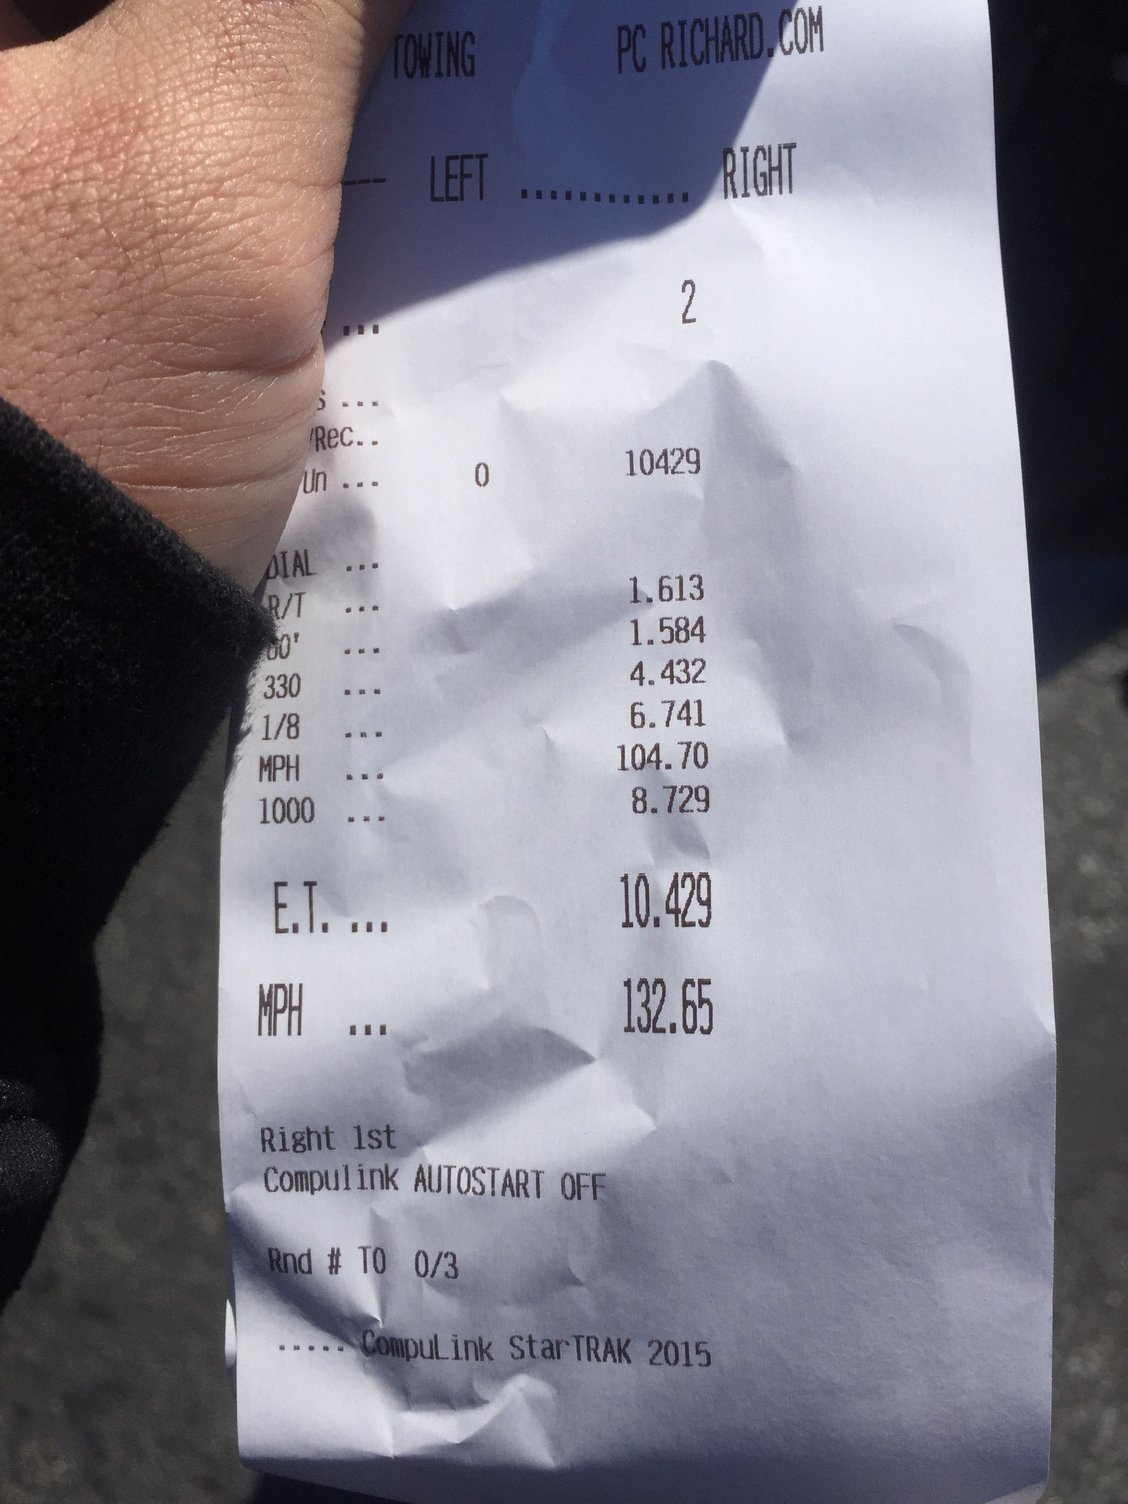 TOWING PC RICHARD.COM
--- LEFT ............ RIGHT
... 2
s ...
/Rec..
Un ... 0 10429
DIAL ...
R/T ... 1.613
60' ... 1.584
330 ... 4.432
1/8 ... 6.741
MPH ... 104.70
1000 ... 8.729
E.T. ... 10.429
MPH ... 132.65
Right 1st
Compulink AUTOSTART OFF
Rnd # TO 0/3
..... CompuLink StarTRAK 2015